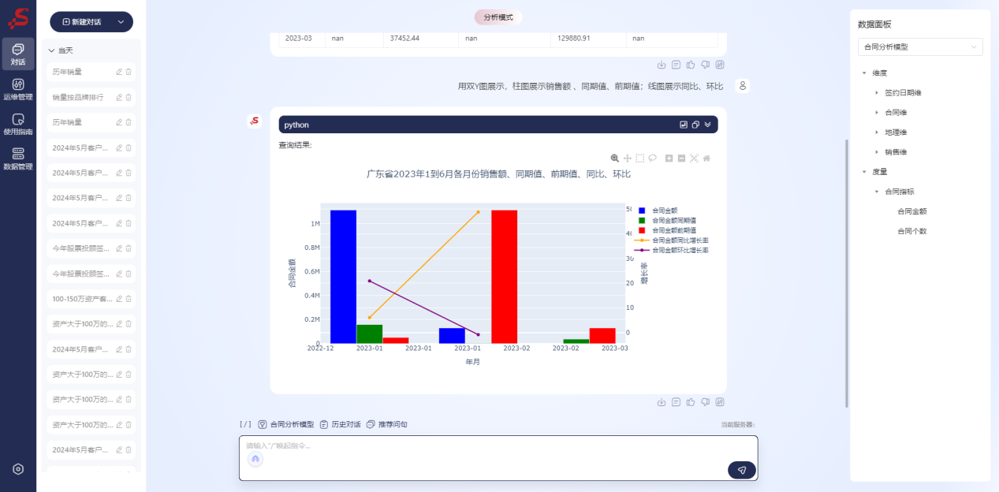 对话
运维管理
使用指南
数据管理
新建对话
当天
历年销量
销量按品牌排行
历年销量
2024年5月客户...
2024年5月客户...
2024年5月客户...
2024年5月客户...
今年股票投顾签...
今年股票投顾签...
100-150万资产客...
资产大于100万的...
2024年5月客户...
资产大于100万的...
资产大于100万的...
资产大于100万的...
2024年5月客户...
分析模式
2023-03 nan 37452.44 nan 129880.91 nan
用双Y图展示，柱图展示销售额 、同期值、前期值；线图展示同比、环比
python
查询结果:
广东省2023年1到6月各月份销售额、同期值、前期值、同比、环比
合同金额
1M
0.8M
0.6M
0.4M
0.2M
0
2022-12 2023-01 2023-01 2023-01 2023-02 2023-02 2023-03
年月
20
10
0
增长率
合同金额
合同金额同期值
合同金额前期值
合同金额同比增长率
合同金额环比增长率
[/] 合同分析模型 历史对话 推荐问句
当前服务器:
请输入"/"唤起指令...
数据面板
合同分析模型
维度
签约日期维
合同维
地理维
销售维
度量
合同指标
合同金额
合同个数